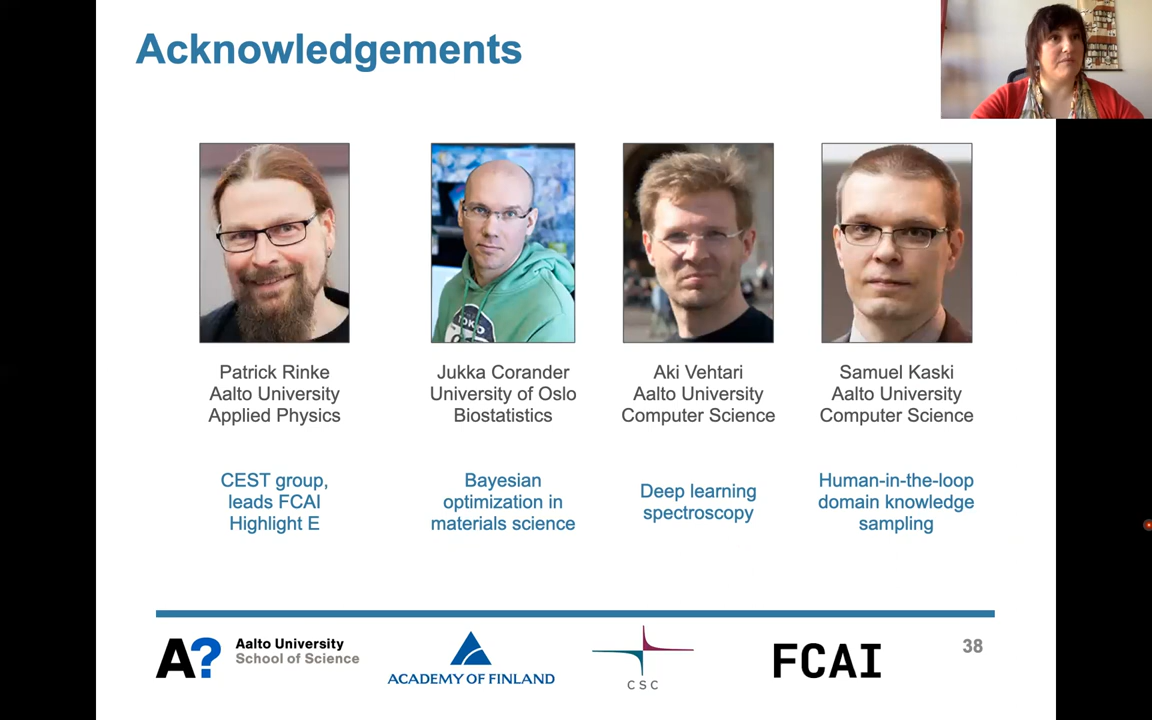 Acknowledgements
Patrick Rinke
Aalto University
Applied Physics
Jukka Corander
University of Oslo
Biostatistics
Aki Vehtari
Aalto University
Computer Science
Samuel Kaski
Aalto University
Computer Science
CEST group,
leads FCAI
Highlight E
Bayesian
optimization in
materials science
Deep learning
spectroscopy
Human-in-the-loop
domain knowledge
sampling
A?
Aalto University
School of Science
ACADEMY OF FINLAND
CSC
FCAI
38